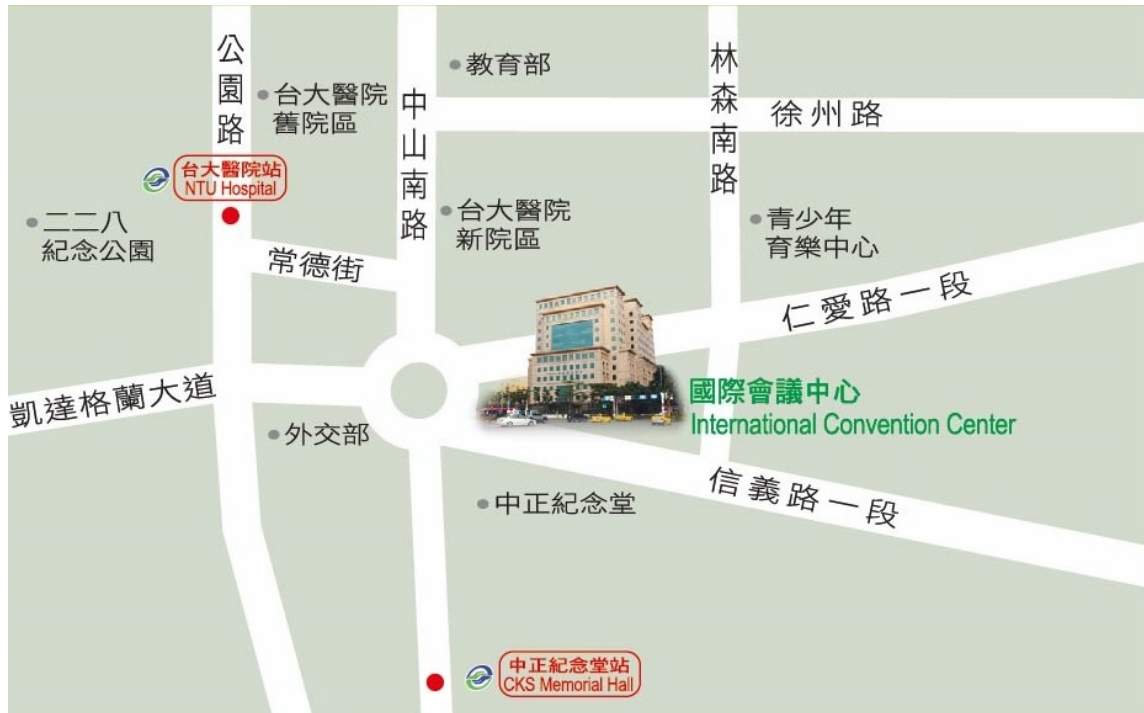 公園路
台大醫院
舊院區
中山南路
教育部
林森南路
徐州路
台大醫院站
NTU Hospital
二二八
紀念公園
台大醫院
新院區
青少年
育樂中心
常德街
仁愛路一段
凱達格蘭大道
國際會議中心
International Convention Center
外交部
信義路一段
中正紀念堂
中正紀念堂站
CKS Memorial Hall